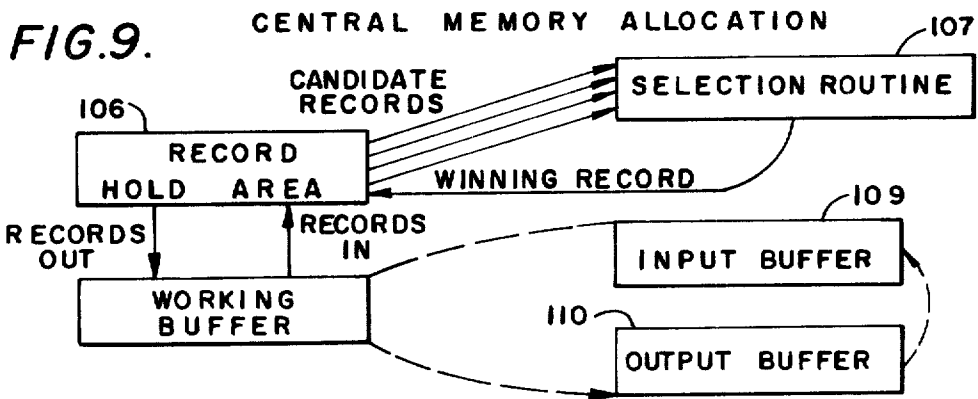 FIG.9.
CENTRAL MEMORY ALLOCATION
107
CANDIDATE
RECORDS
SELECTION ROUTINE
106
RECORD
HOLD AREA
WINNING RECORD
RECORDS
OUT
RECORDS
IN
109
INPUT BUFFER
WORKING
BUFFER
110
OUTPUT BUFFER